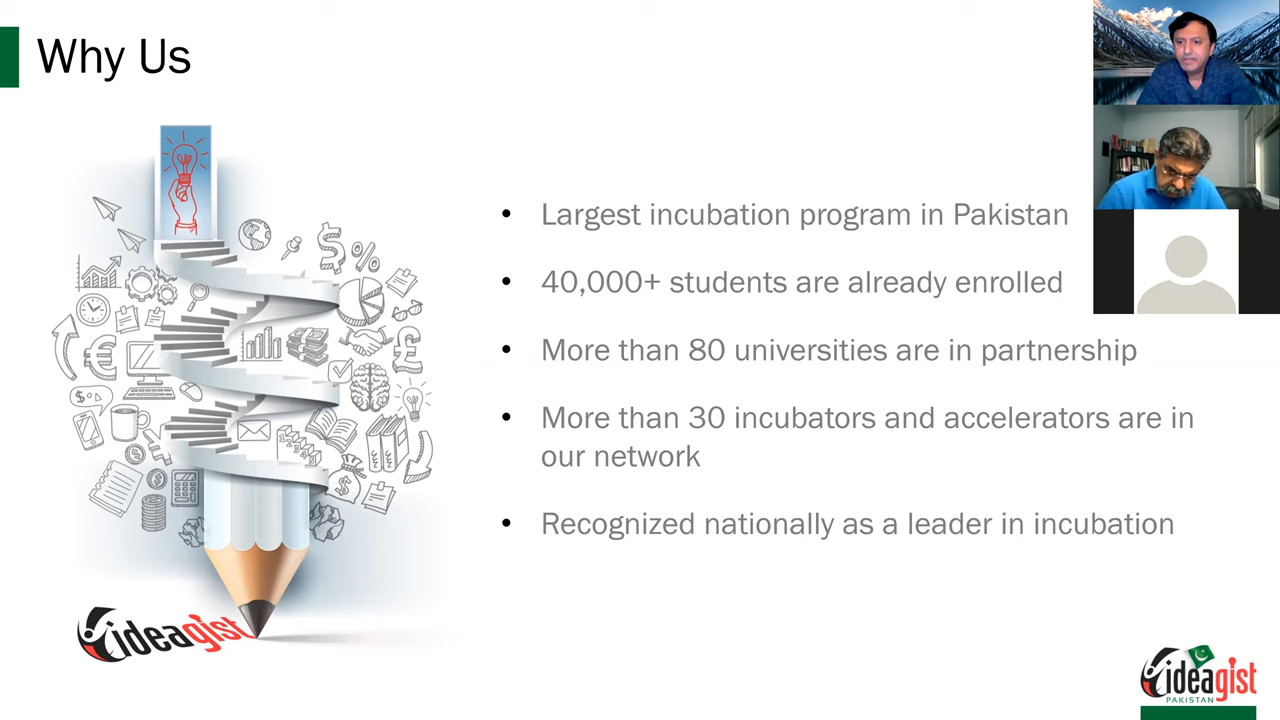 Why Us
Largest incubation program in Pakistan
40,000+ students are already enrolled
More than 80 universities are in partnership
More than 30 incubators and accelerators are in
our network
Recognized nationally as a leader in incubation
ideagist
ideagist
PAKISTAN